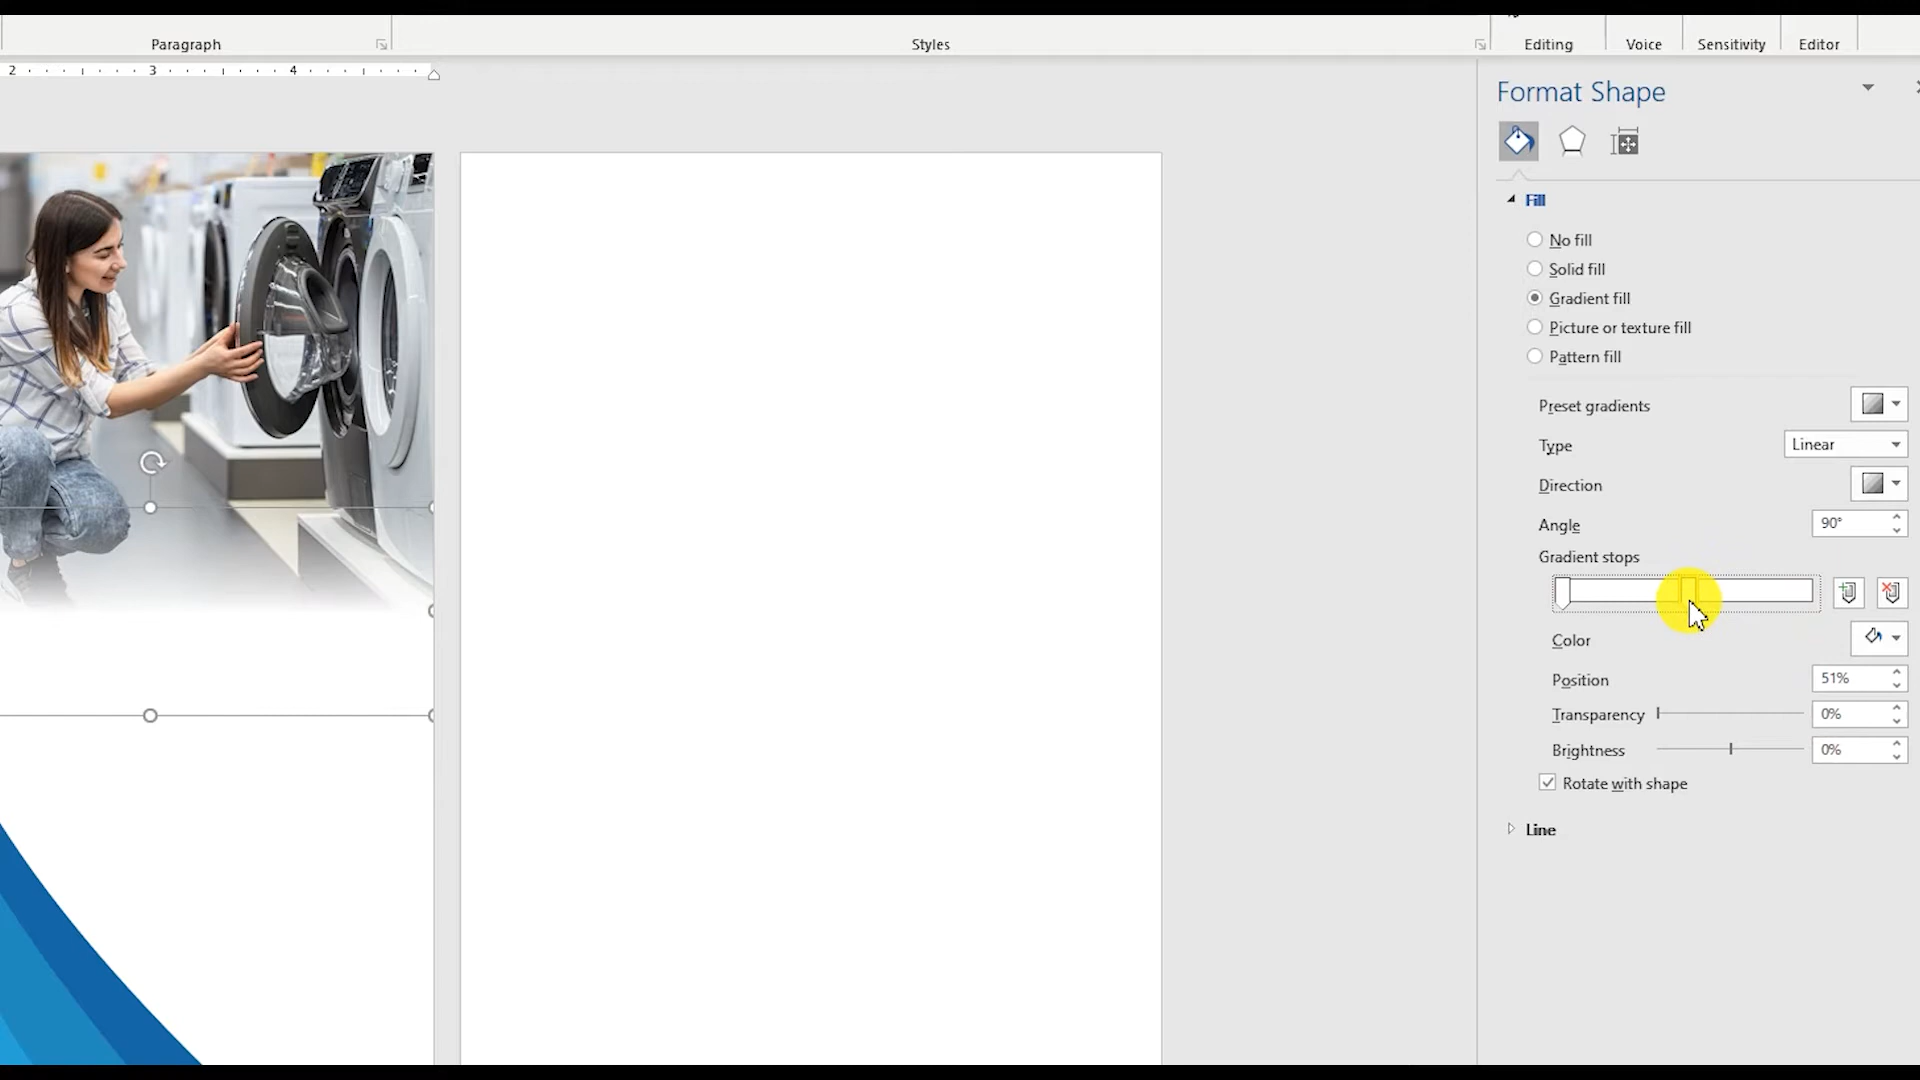 Paragraph
Styles
Editing
Voice
Sensitivity
Editor
2 3 4
Format Shape
Fill
No fill
Solid fill
Gradient fill
Picture or texture fill
Pattern fill
Preset gradients
Type Linear
Direction
Angle 90°
Gradient stops
Color
Position 51%
Transparency 0%
Brightness 0%
Rotate with shape
Line